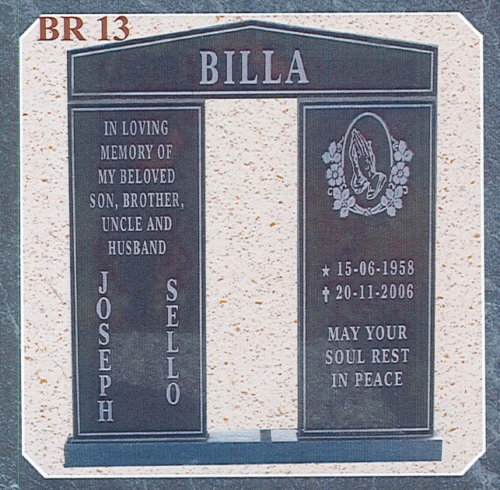 BR 13
BILLA
IN LOVING
MEMORY OF
MY BELOVED
SON, BROTHER,
UNCLE AND
HUSBAND
JOSEPH
SELLO
★ 15-06-1958
✝ 20-11-2006
MAY YOUR
SOUL REST
IN PEACE